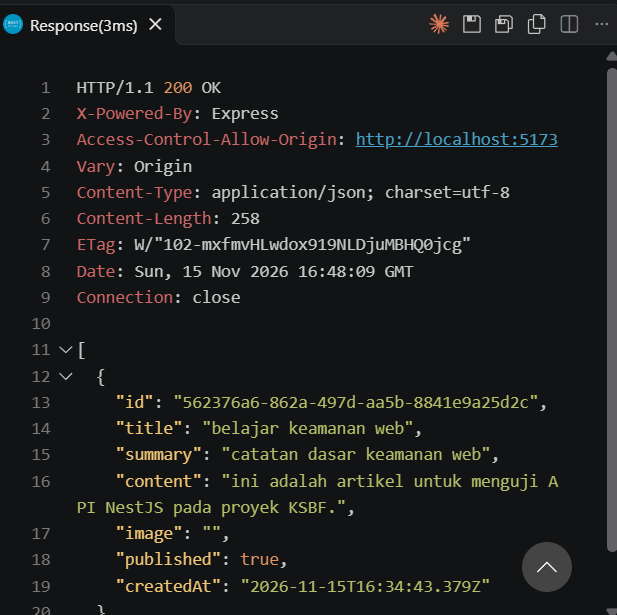 Response(3ms)
1 HTTP/1.1 200 OK
2 X-Powered-By: Express
3 Access-Control-Allow-Origin: http://localhost:5173
4 Vary: Origin
5 Content-Type: application/json; charset=utf-8
6 Content-Length: 258
7 ETag: W/"102-mxfmvHLwdox919NLDjuMBHQ0jcg"
8 Date: Sun, 15 Nov 2026 16:48:09 GMT
9 Connection: close
10
11 [
12 {
13 "id": "562376a6-862a-497d-aa5b-8841e9a25d2c",
14 "title": "belajar keamanan web",
15 "summary": "catatan dasar keamanan web",
16 "content": "ini adalah artikel untuk menguji A
PI NestJS pada proyek KSBF.",
17 "image": "",
18 "published": true,
19 "createdAt": "2026-11-15T16:34:43.379Z"
20 }